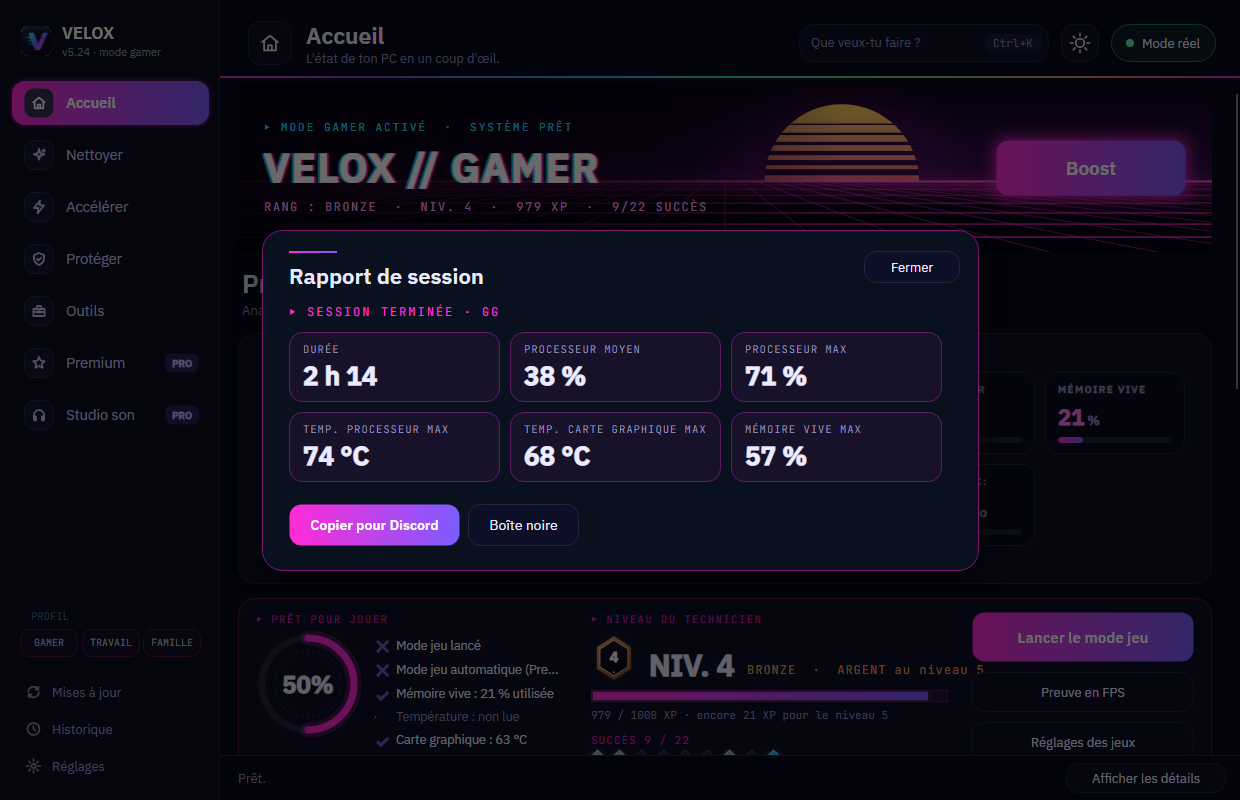 VELOX
v5.24 · mode gamer
Accueil
Nettoyer
Accélérer
Protéger
Outils
Premium PRO
Studio son PRO
PROFIL
GAMER TRAVAIL FAMILLE
Mises à jour
Historique
Réglages
Accueil
L'état de ton PC en un coup d'œil.
Que veux-tu faire ? Ctrl+K
Mode réel
▸ MODE GAMER ACTIVÉ · SYSTÈME PRÊT
VELOX // GAMER
RANG : BRONZE · NIV. 4 · 979 XP · 9/22 SUCCÈS
Boost
Rapport de session
Fermer
▸ SESSION TERMINÉE · GG
DURÉE
2 h 14
PROCESSEUR MOYEN
38 %
PROCESSEUR MAX
71 %
TEMP. PROCESSEUR MAX
74 °C
TEMP. CARTE GRAPHIQUE MAX
68 °C
MÉMOIRE VIVE MAX
57 %
Copier pour Discord
Boîte noire
MÉMOIRE VIVE
21 %
▸ PRÊT POUR JOUER
50%
Mode jeu lancé
Mode jeu automatique (Pre...
Mémoire vive : 21 % utilisée
· Température : non lue
Carte graphique : 63 °C
▸ NIVEAU DU TECHNICIEN
4
NIV. 4 BRONZE · ARGENT au niveau 5
979 / 1000 XP · encore 21 XP pour le niveau 5
SUCCÈS 9 / 22
Lancer le mode jeu
Preuve en FPS
Réglages des jeux
Prêt.
Afficher les détails